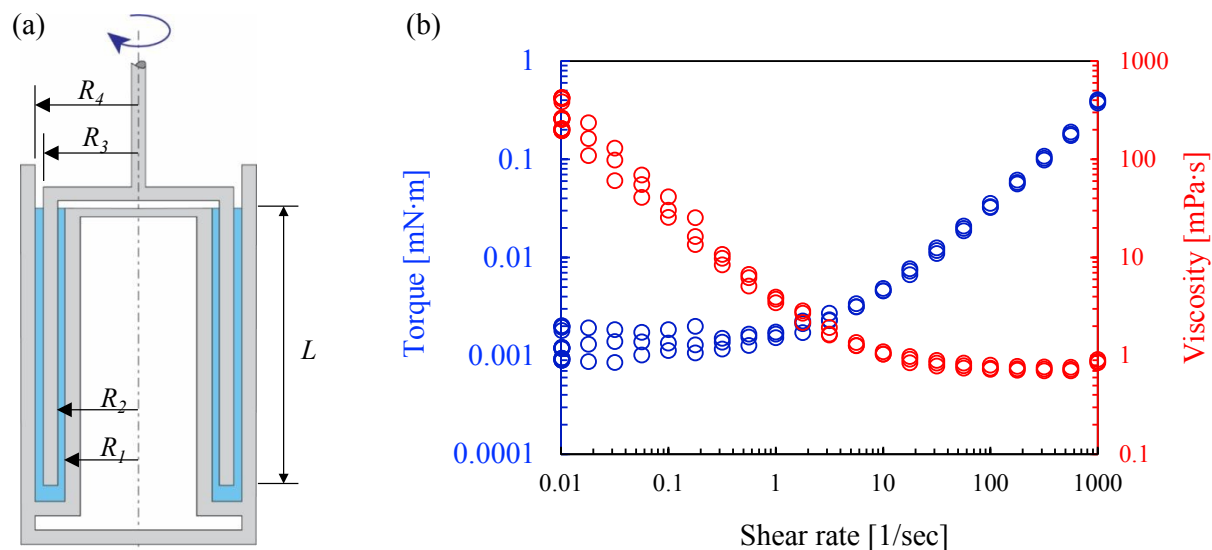 (a)
R4
R3
L
R2
R1
(b)
1
0.1
0.01
0.001
0.0001
Torque [mN·m]
1000
100
10
1
0.1
Viscosity [mPa·s]
0.01 0.1 1 10 100 1000
Shear rate [1/sec]